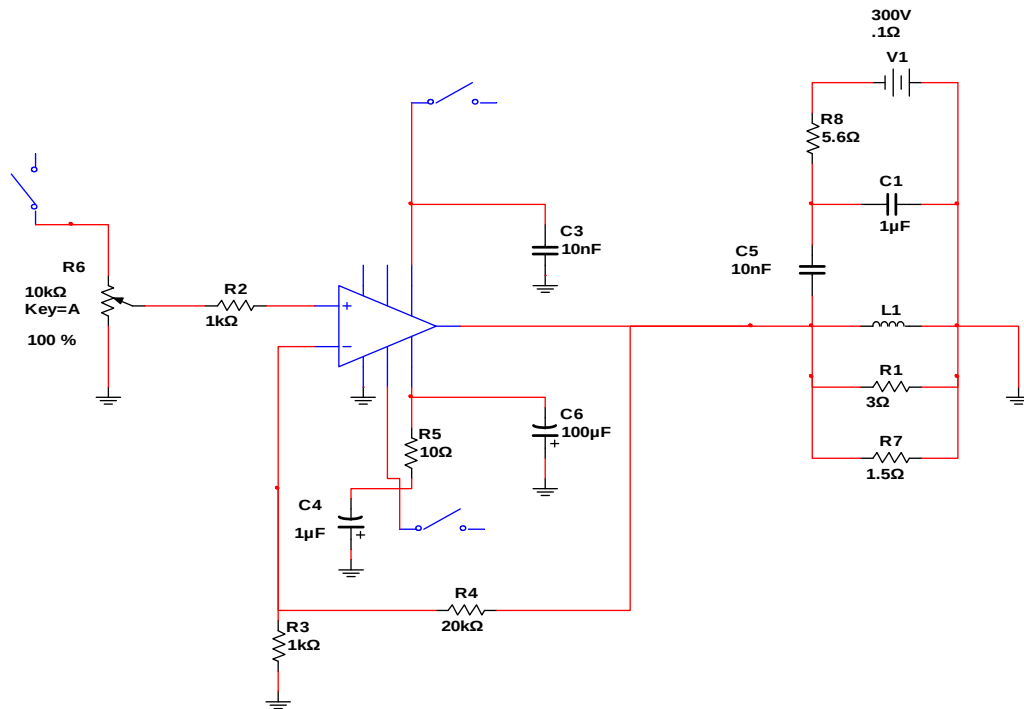 300V
.1Ω
V1
R8
5.6Ω
C1
1µF
C3
10nF
C5
10nF
R6
10kΩ
Key=A
100 %
R2
1kΩ
+
−
L1
R1
3Ω
R7
1.5Ω
C6
100µF
+
R5
10Ω
C4
1µF
+
R4
20kΩ
R3
1kΩ